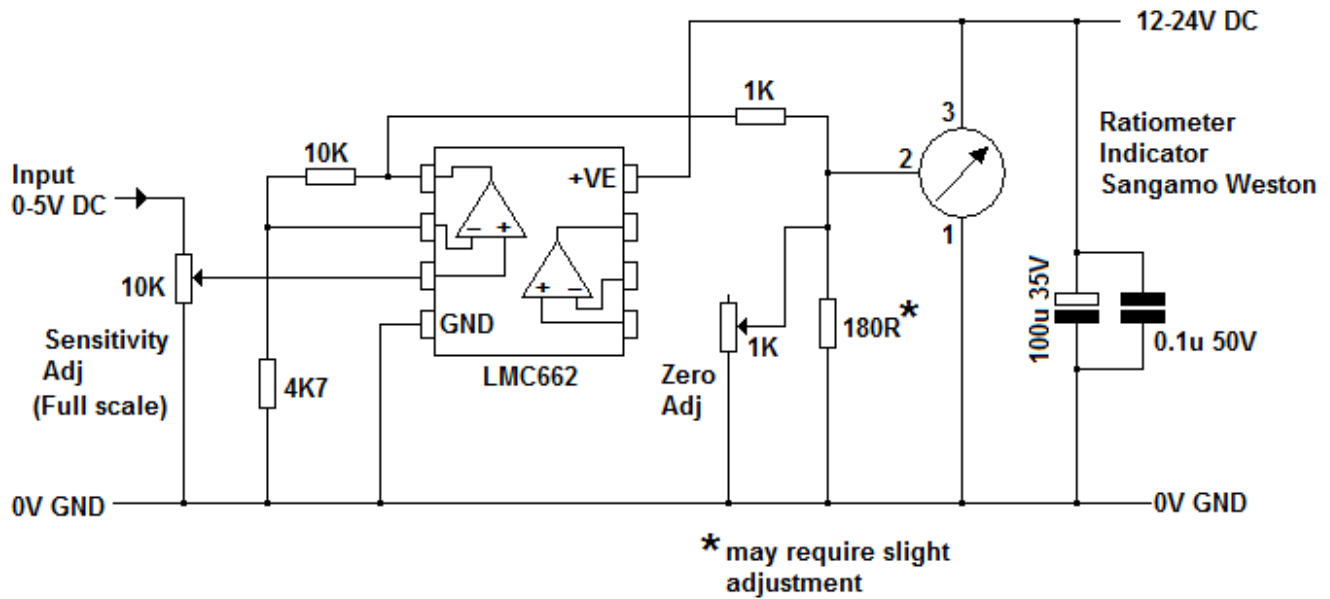 12-24V DC
1K
3
Ratiometer
Indicator
Sangamo Weston
10K
2
+VE
Input
0-5V DC
1
- +
+ -
10K
GND
1K
180R*
100u 35V
0.1u 50V
Sensitivity
Adj
(Full scale)
4K7
LMC662
Zero
Adj
0V GND
0V GND
* may require slight
adjustment